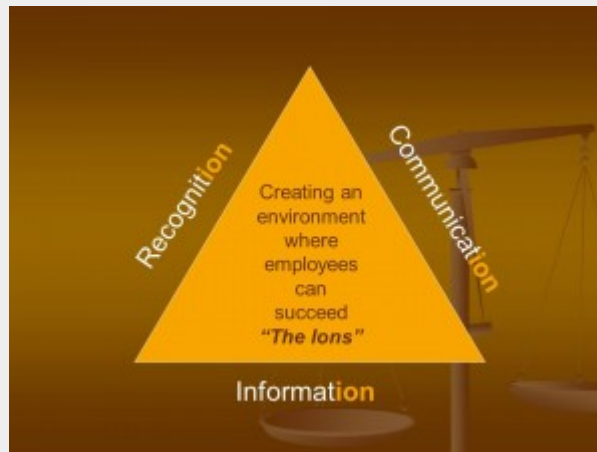 Recognition
Communication
Creating an
environment
where
employees
can
succeed
“The Ions”
Information